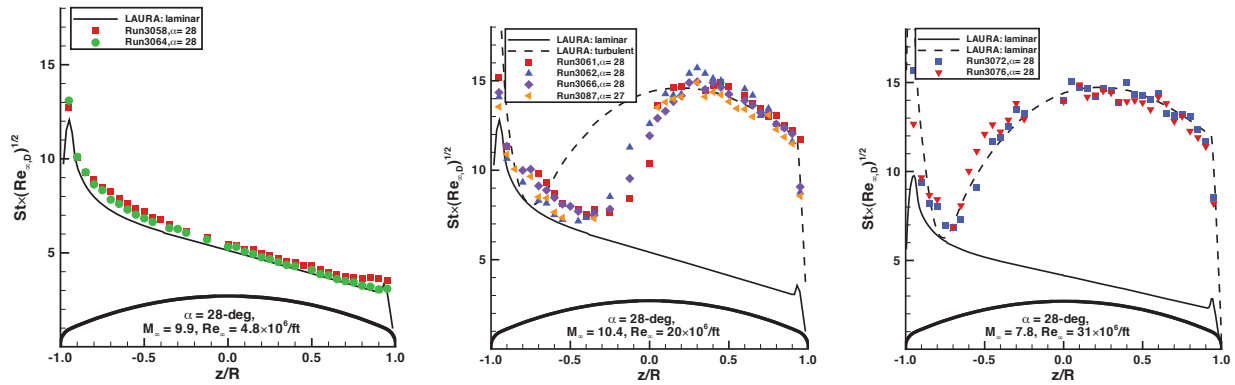 LAURA: laminar
Run3058,α= 28
Run3064,α= 28
St×(Re∞,D)1/2
15
10
5
α = 28-deg,
M∞ = 9.9, Re∞ = 4.8×106/ft
-1.0 -0.5 0.0 0.5 1.0
z/R
LAURA: laminar
LAURA: turbulent
Run3061,α= 28
Run3062,α= 28
Run3066,α= 28
Run3087,α= 27
St×(Re∞,D)1/2
15
10
5
α = 28-deg,
M∞ = 10.4, Re∞ = 20×106/ft
-1.0 -0.5 0.0 0.5 1.0
z/R
LAURA: laminar
LAURA: laminar
Run3072,α= 28
Run3076,α= 28
St×(Re∞,D)1/2
15
10
5
α = 28-deg,
M∞ = 7.8, Re∞ = 31×106/ft
-1.0 -0.5 0.0 0.5 1.0
z/R